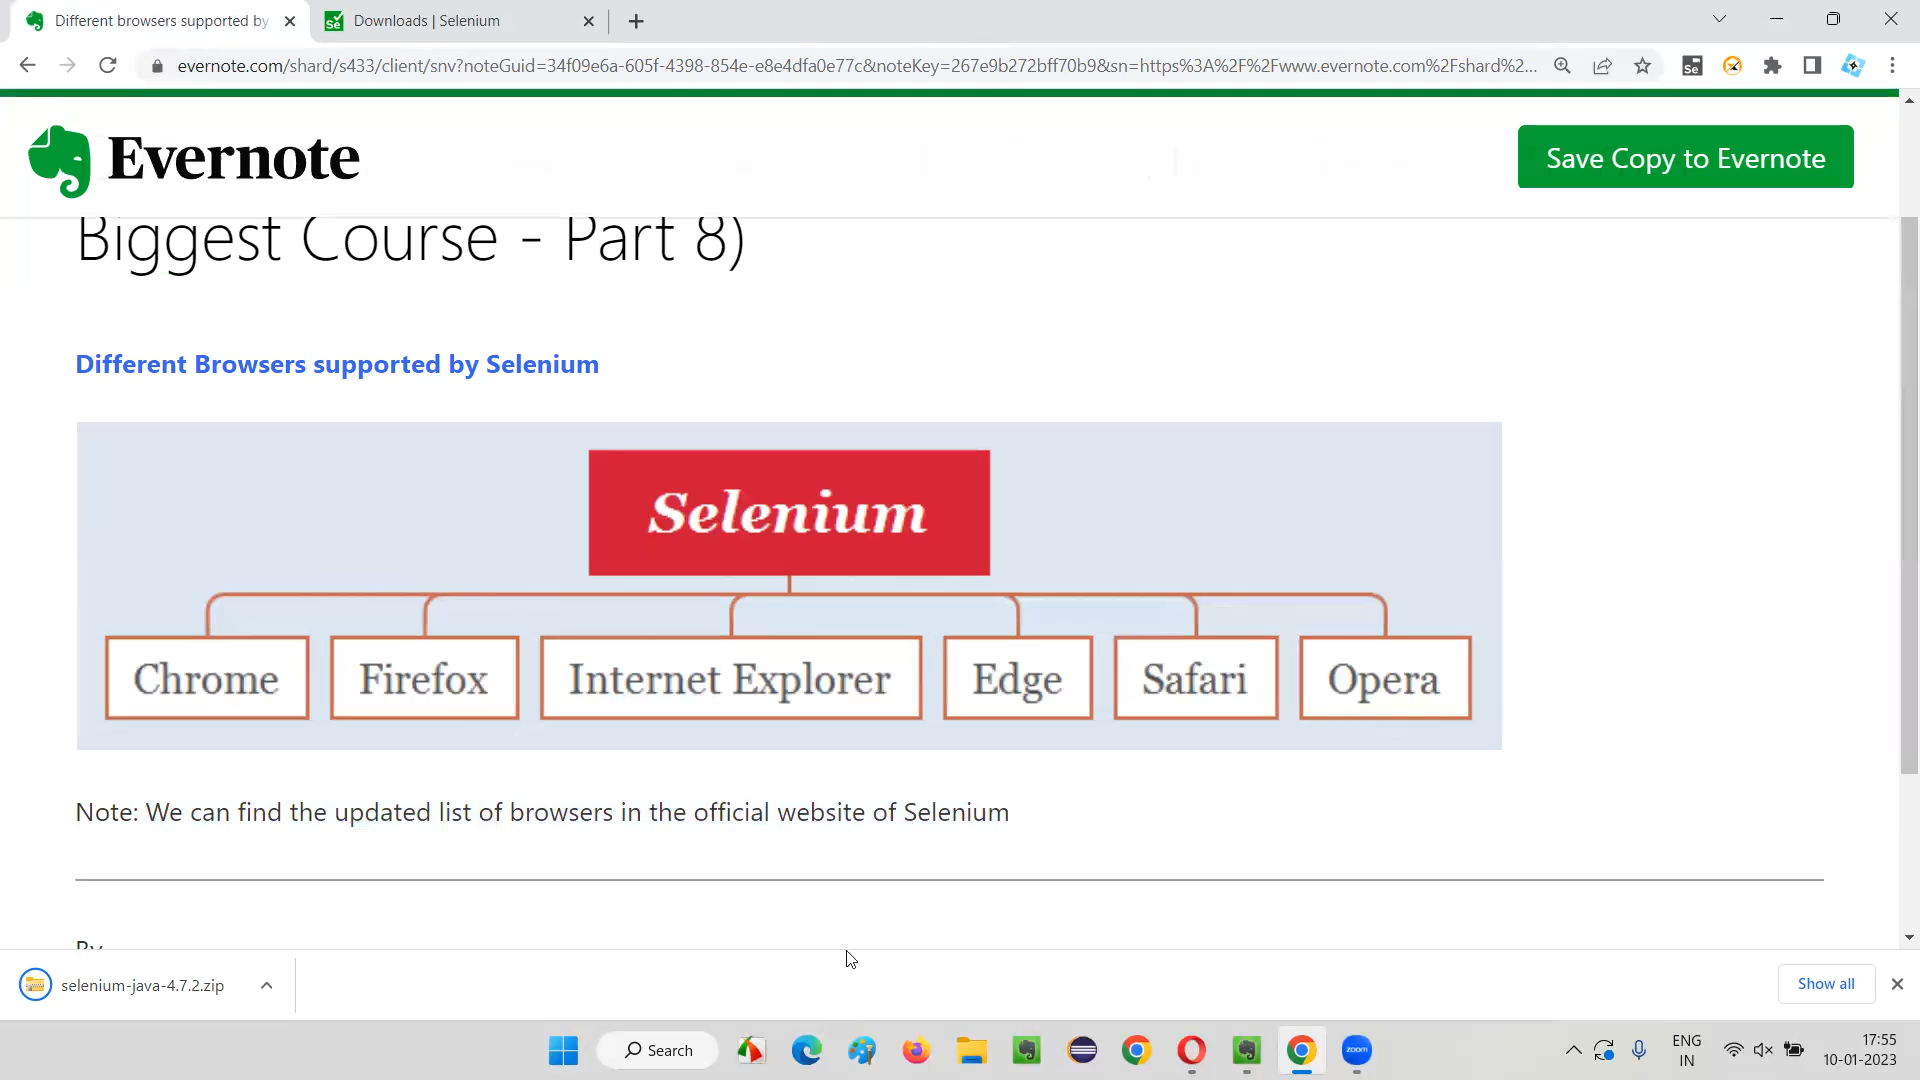 Different browsers supported by
Downloads | Selenium
evernote.com/shard/s433/client/snv?noteGuid=34f09e6a-605f-4398-854e-e8e4dfa0e77c&noteKey=267e9b272bff70b9&sn=https%3A%2F%2Fwww.evernote.com%2Fshard%2...
Evernote
Save Copy to Evernote
Biggest Course - Part 8)
Different Browsers supported by Selenium
Selenium
Chrome
Firefox
Internet Explorer
Edge
Safari
Opera
Note: We can find the updated list of browsers in the official website of Selenium
By
selenium-java-4.7.2.zip
Show all
Search
zoom
ENG
IN
17:55
10-01-2023